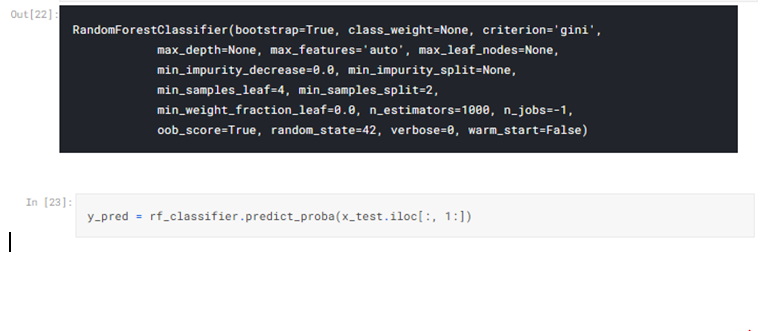 Out[22]:
RandomForestClassifier(bootstrap=True, class_weight=None, criterion='gini',
max_depth=None, max_features='auto', max_leaf_nodes=None,
min_impurity_decrease=0.0, min_impurity_split=None,
min_samples_leaf=4, min_samples_split=2,
min_weight_fraction_leaf=0.0, n_estimators=1000, n_jobs=-1,
oob_score=True, random_state=42, verbose=0, warm_start=False)
In [23]:
y_pred = rf_classifier.predict_proba(x_test.iloc[:, 1:])